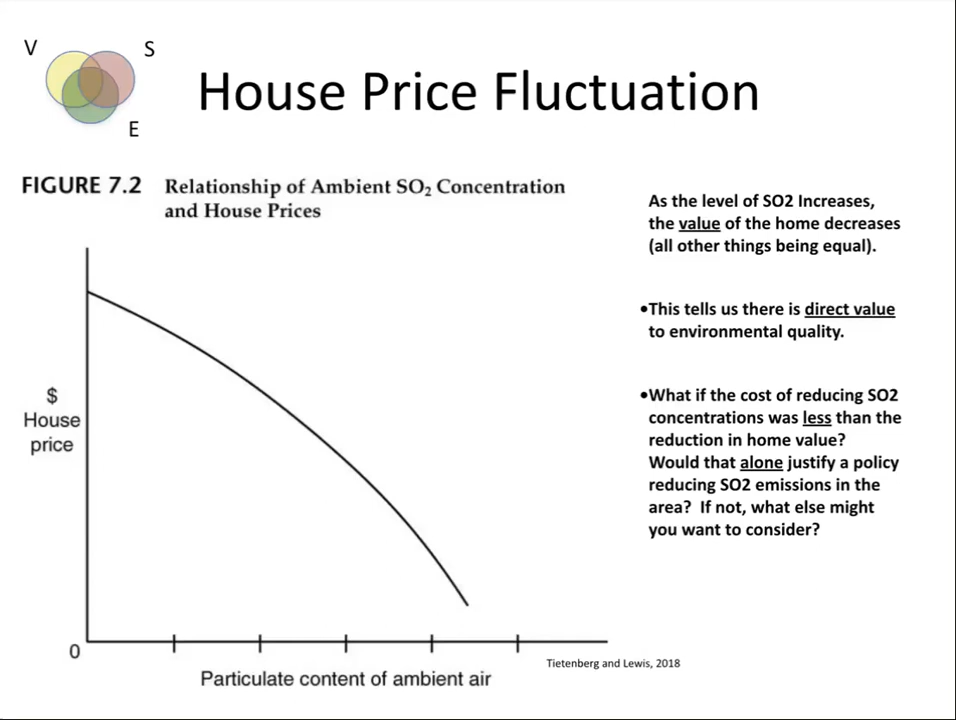 V
S
E
House Price Fluctuation
FIGURE 7.2 Relationship of Ambient SO₂ Concentration
and House Prices
$
House
price
0
Particulate content of ambient air
As the level of SO2 Increases,
the value of the home decreases
(all other things being equal).
•This tells us there is direct value
to environmental quality.
•What if the cost of reducing SO2
concentrations was less than the
reduction in home value?
Would that alone justify a policy
reducing SO2 emissions in the
area? If not, what else might
you want to consider?
Tietenberg and Lewis, 2018